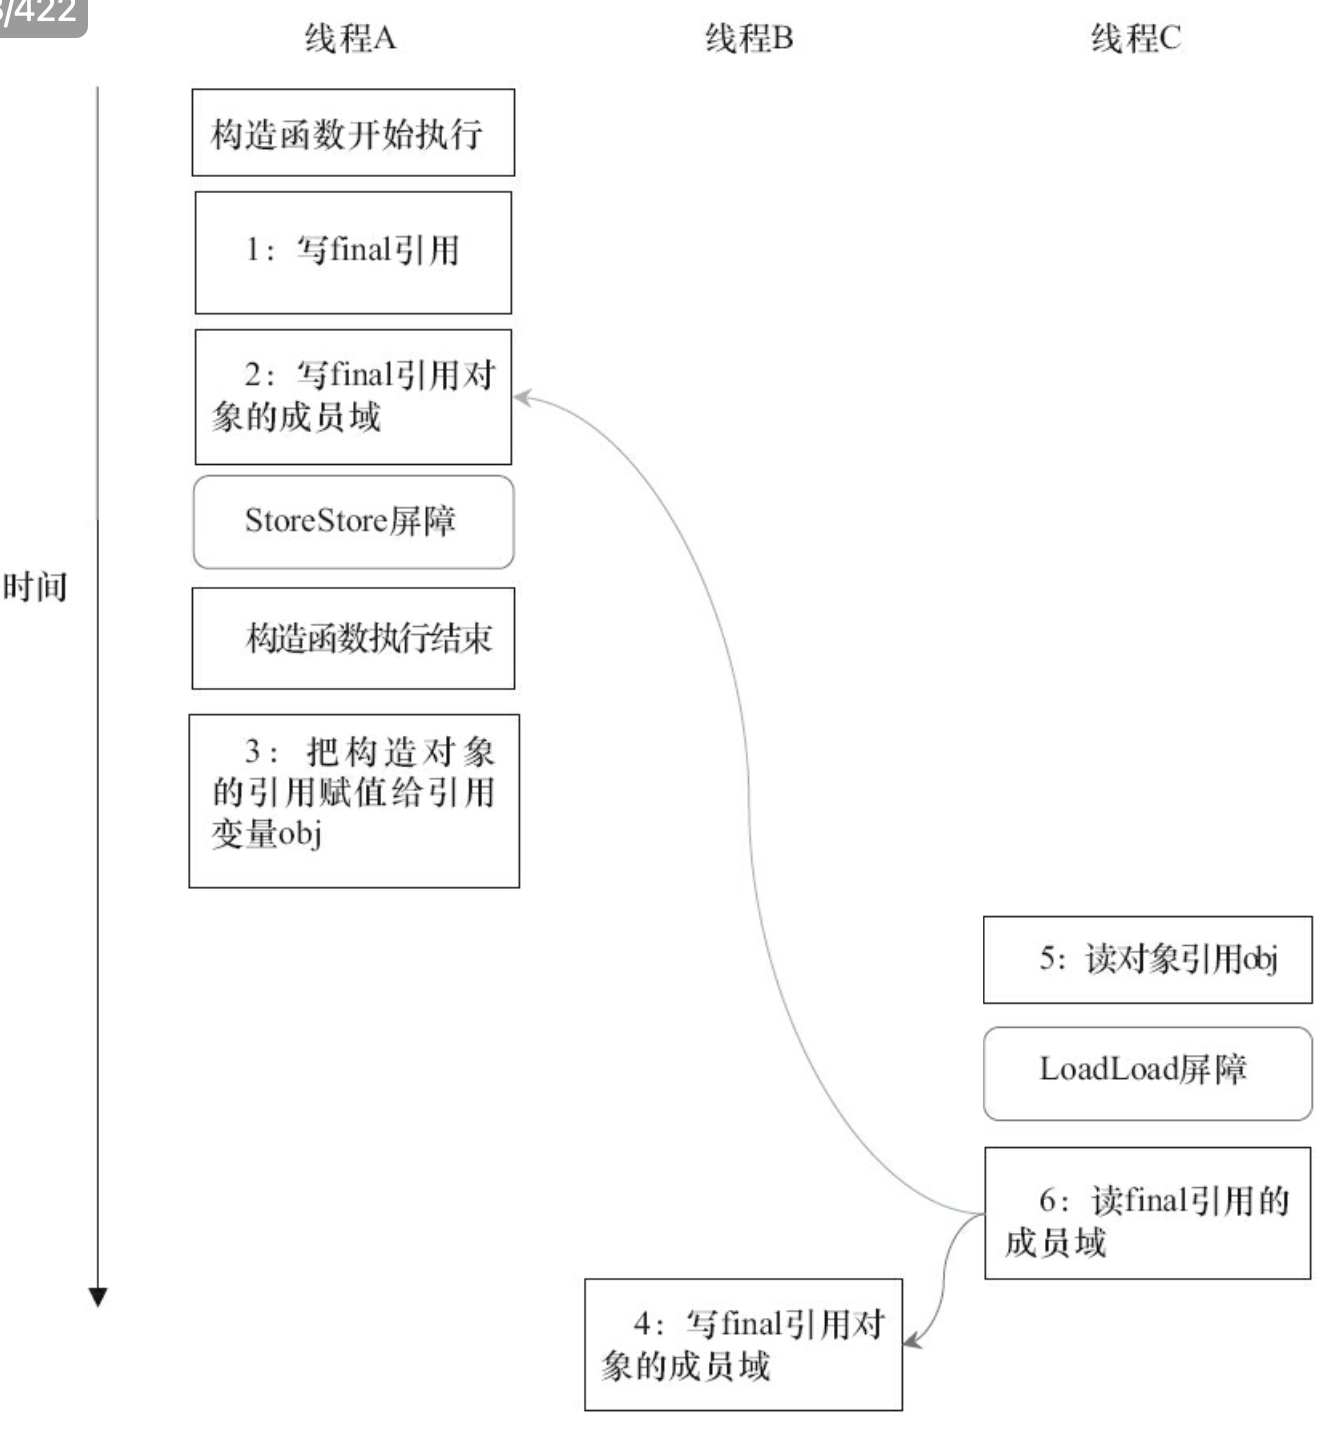 /422
线程A
线程B
线程C
构造函数开始执行
1：写final引用
2：写final引用对
象的成员域
StoreStore屏障
时间
构造函数执行结束
3：把构造对象
的引用赋值给引用
变量obj
5：读对象引用obj
LoadLoad屏障
6：读final引用的
成员域
4：写final引用对
象的成员域